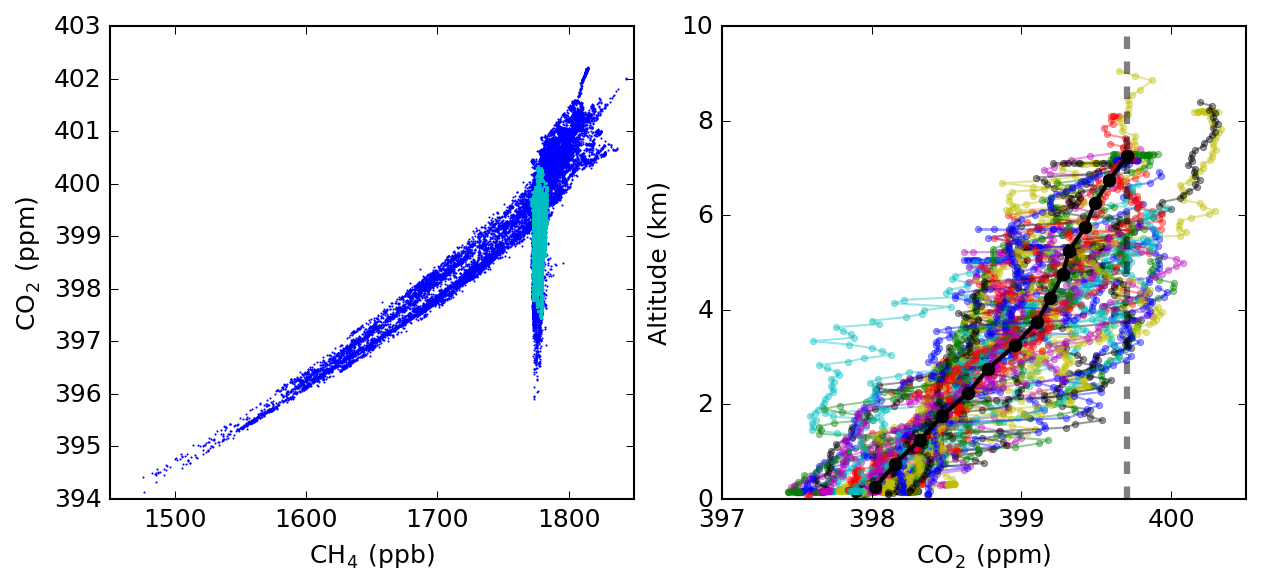 403
402
401
400
399
398
397
396
395
394
CO₂ (ppm)
1500 1600 1700 1800
CH₄ (ppb)
10
8
6
4
2
0
Altitude (km)
397 398 399 400
CO₂ (ppm)